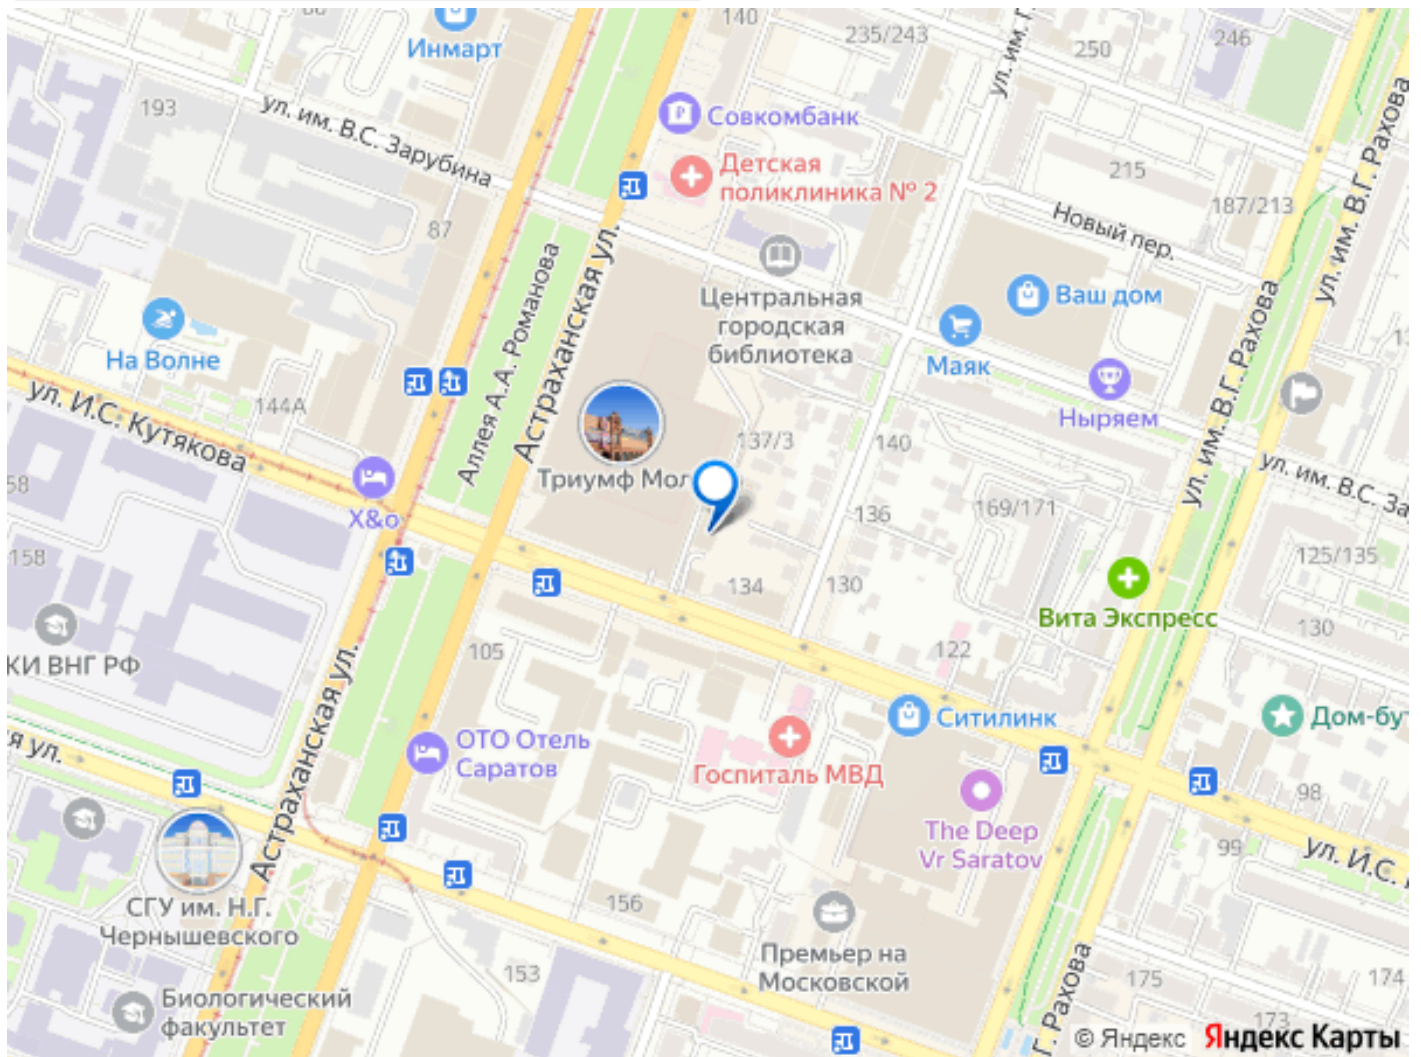 140
235/243
250
246
Инмарт
193
ул. им. В.С. Зарубина
Совкомбанк
Детская
поликлиника № 2
215
187/213
Новый пер.
ул. им. В.Г. Рахова
87
Астраханская ул.
Аллея А.А. Романова
Центральная
городская
библиотека
Ваш дом
Маяк
Ныряем
ул. им. В.Г. Рахова
На Волне
144А
ул. И.С. Кутякова
Триумф Мол
137/3
140
136
169/171
ул. им. В.С. За
125/135
58
Х&о
158
134
130
Вита Экспресс
130
122
КИ ВНГ РФ
105
Астраханская ул.
Ситилинк
Дом-бу
ОТО Отель
Саратов
Госпиталь МВД
я ул.
98
The Deep
Vr Saratov
99
ул. И.С.
СГУ им. Н.Г.
Чернышевского
156
Премьер на
Московской
153
Биологический
факультет
Г. Рахова
175
174
173
© Яндекс
Яндекс Карты